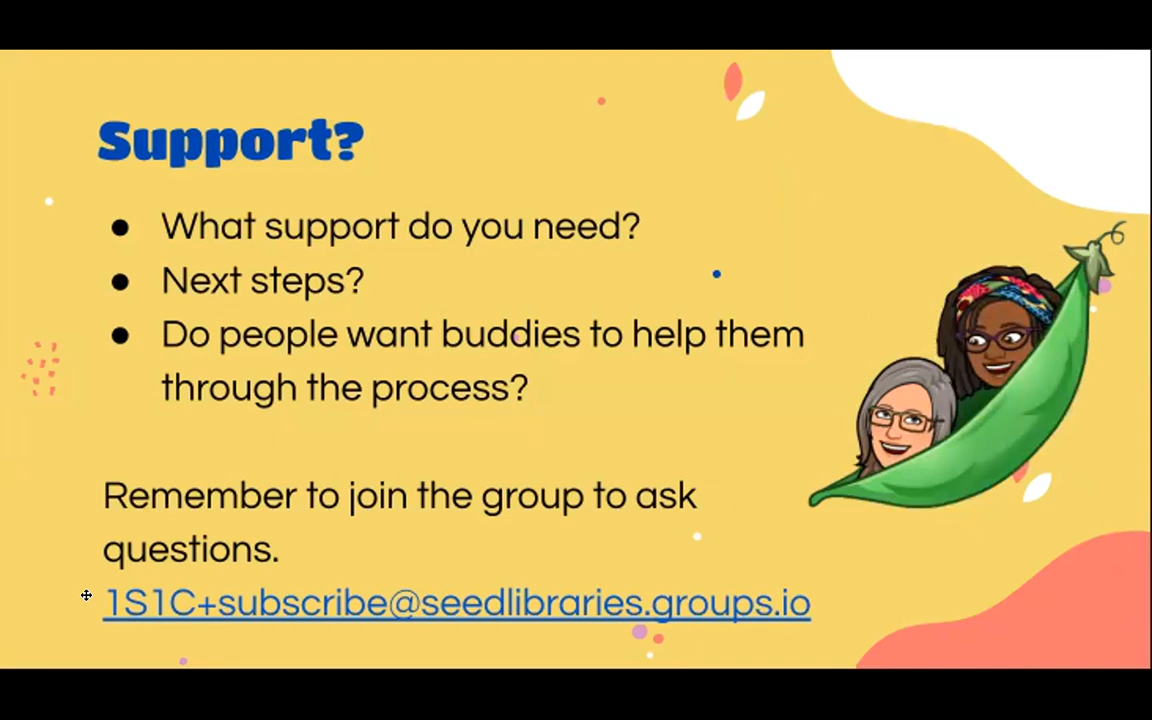 Support?
● What support do you need?
● Next steps?
● Do people want buddies to help them
through the process?
Remember to join the group to ask
questions.
1S1C+subscribe@seedlibraries.groups.io